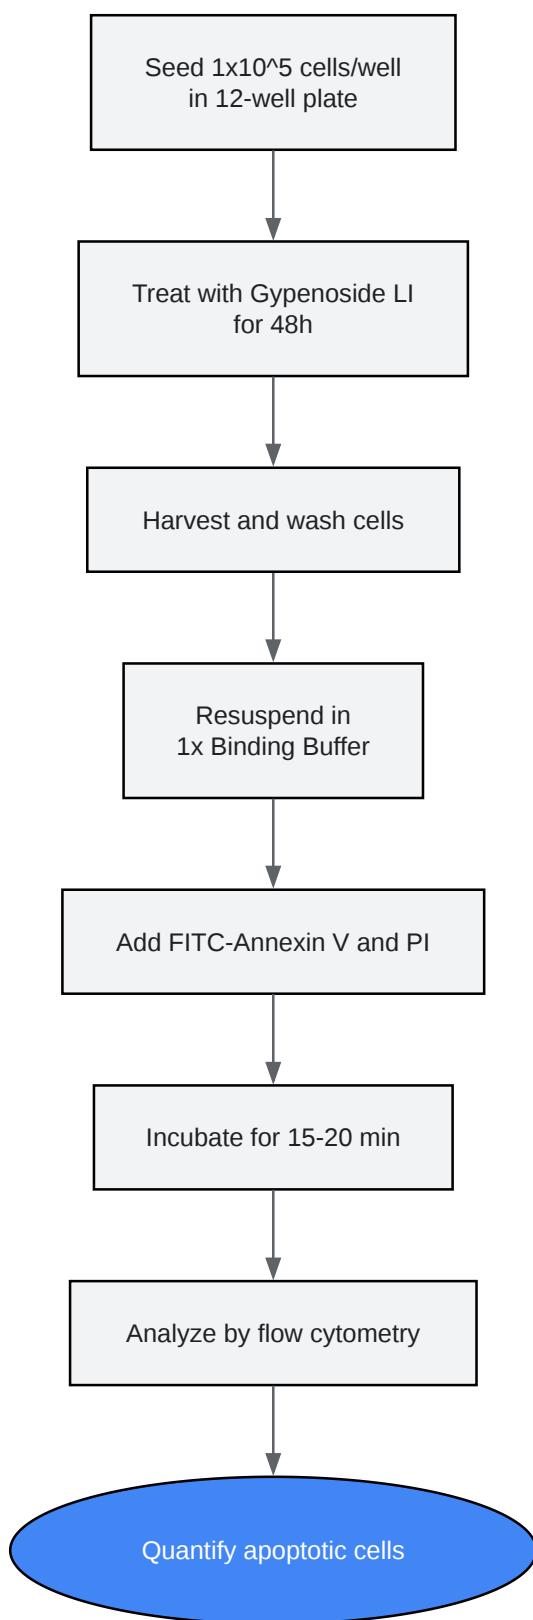 Seed 1x10^5 cells/well
in 12-well plate
Treat with Gypenoside LI
for 48h
Harvest and wash cells
Resuspend in
1x Binding Buffer
Add FITC-Annexin V and PI
Incubate for 15-20 min
Analyze by flow cytometry
Quantify apoptotic cells